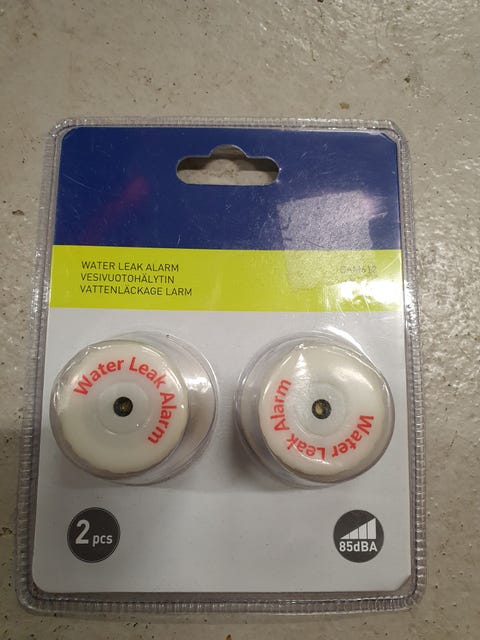 WATER LEAK ALARM
VESIVUOTOHÄLYTIN
VATTENLÄCKAGE LARM
Water Leak Alarm
Water Leak Alarm
2 pcs
85dBA